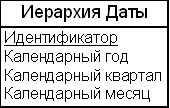 Иерархия Даты
Идентификатор
Календарный год
Календарный квартал
Календарный месяц